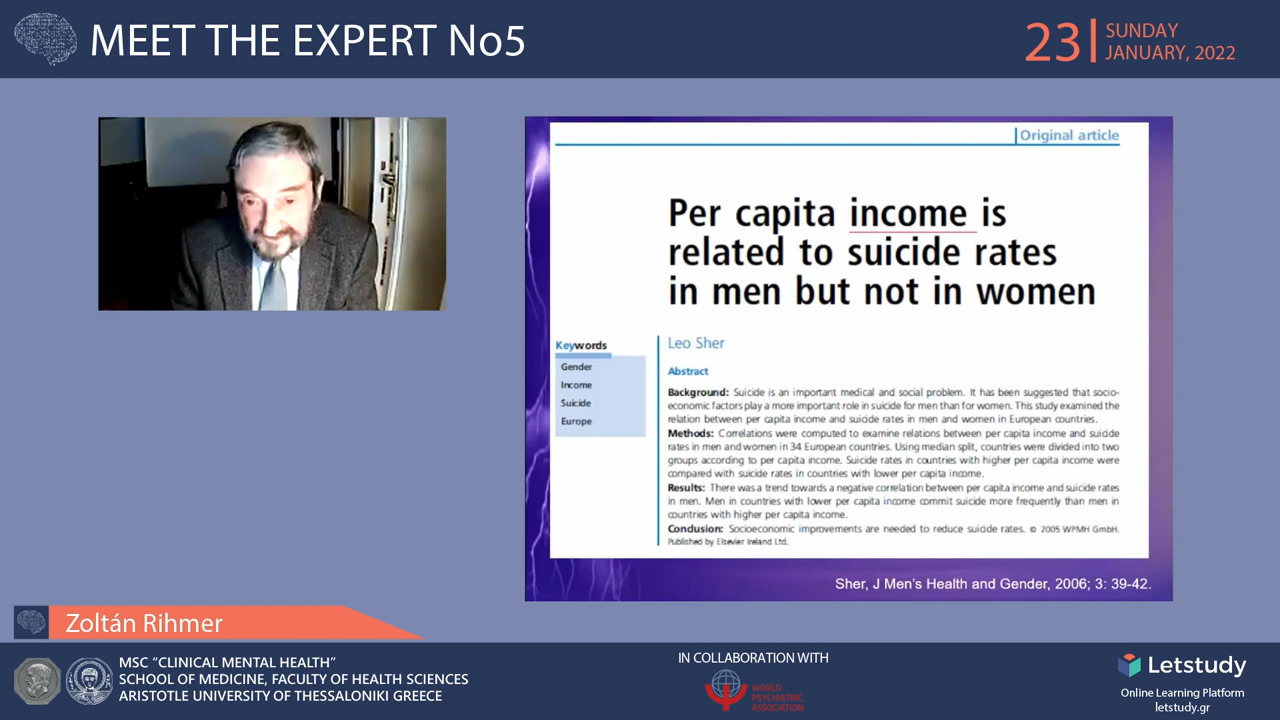 MEET THE EXPERT No5
23
SUNDAY
JANUARY, 2022
Original article
Per capita income is
related to suicide rates
in men but not in women
Keywords
Gender
Income
Suicide
Europe
Leo Sher
Abstract
Background: Suicide is an important medical and social problem. It has been suggested that socio-
economic factors play a more important role in suicide for men than for women. This study examined the
relation between per capita income and suicide rates in men and women in European countries.
Methods: Correlations were computed to examine relations between per capita income and suicide
rates in men and women in 34 European countries. Using median split, countries were divided into two
groups according to per capita income. Suicide rates in countries with higher per capita income were
compared with suicide rates in countries with lower per capita income.
Results: There was a trend towards a negative correlation between per capita income and suicide rates
in men. Men in countries with lower per capita income commit suicide more frequently than men in
countries with higher per capita income.
Conclusion: Socioeconomic improvements are needed to reduce suicide rates. © 2005 WPMH GmbH.
Published by Elsevier Ireland Ltd.
Sher, J Men's Health and Gender, 2006; 3: 39-42.
Zoltán Rihmer
MSC "CLINICAL MENTAL HEALTH"
SCHOOL OF MEDICINE, FACULTY OF HEALTH SCIENCES
ARISTOTLE UNIVERSITY OF THESSALONIKI GREECE
IN COLLABORATION WITH
WORLD
PSYCHIATRIC
ASSOCIATION
Letstudy
Online Learning Platform
letstudy.gr